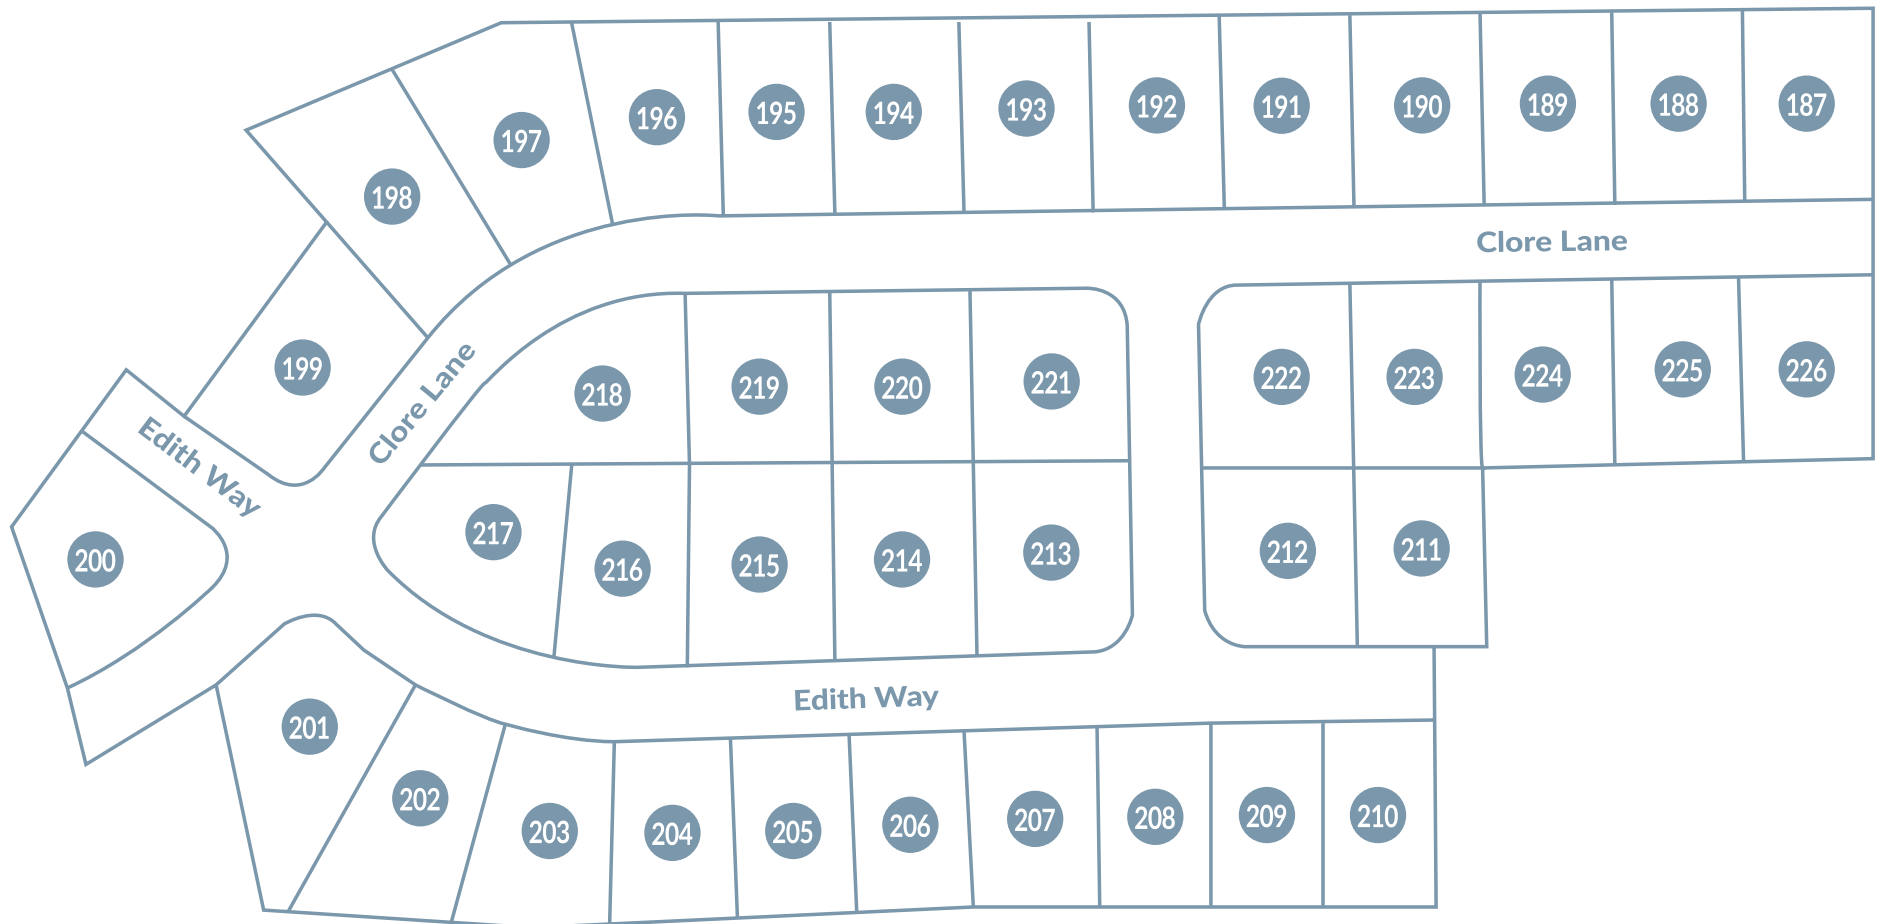 196 195 194 193 192 191 190 189 188 187
197
198
Clore Lane
199
Clore Lane
218 219 220 221 222 223 224 225 226
Edith Way
200
217 216 215 214 213 212 211
Edith Way
201
202 203 204 205 206 207 208 209 210